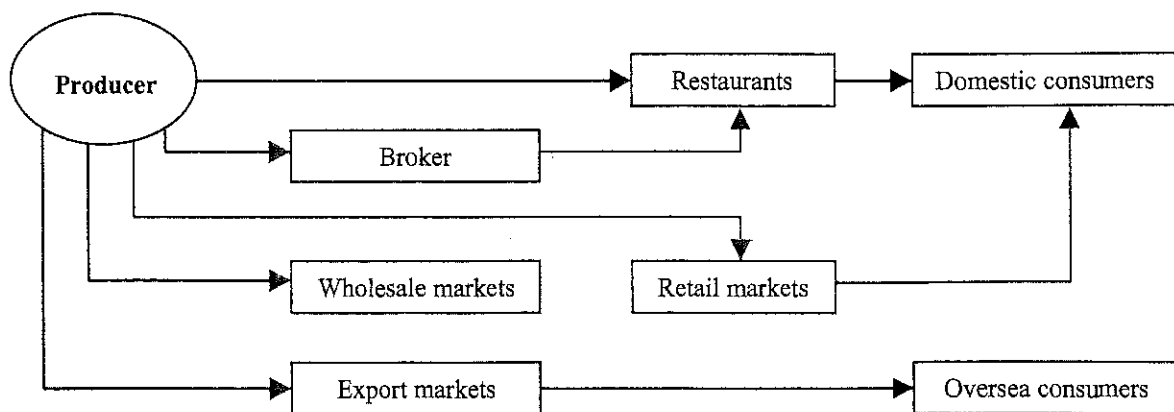 Producer
Restaurants
Domestic consumers
Broker
Wholesale markets
Retail markets
Export markets
Oversea consumers